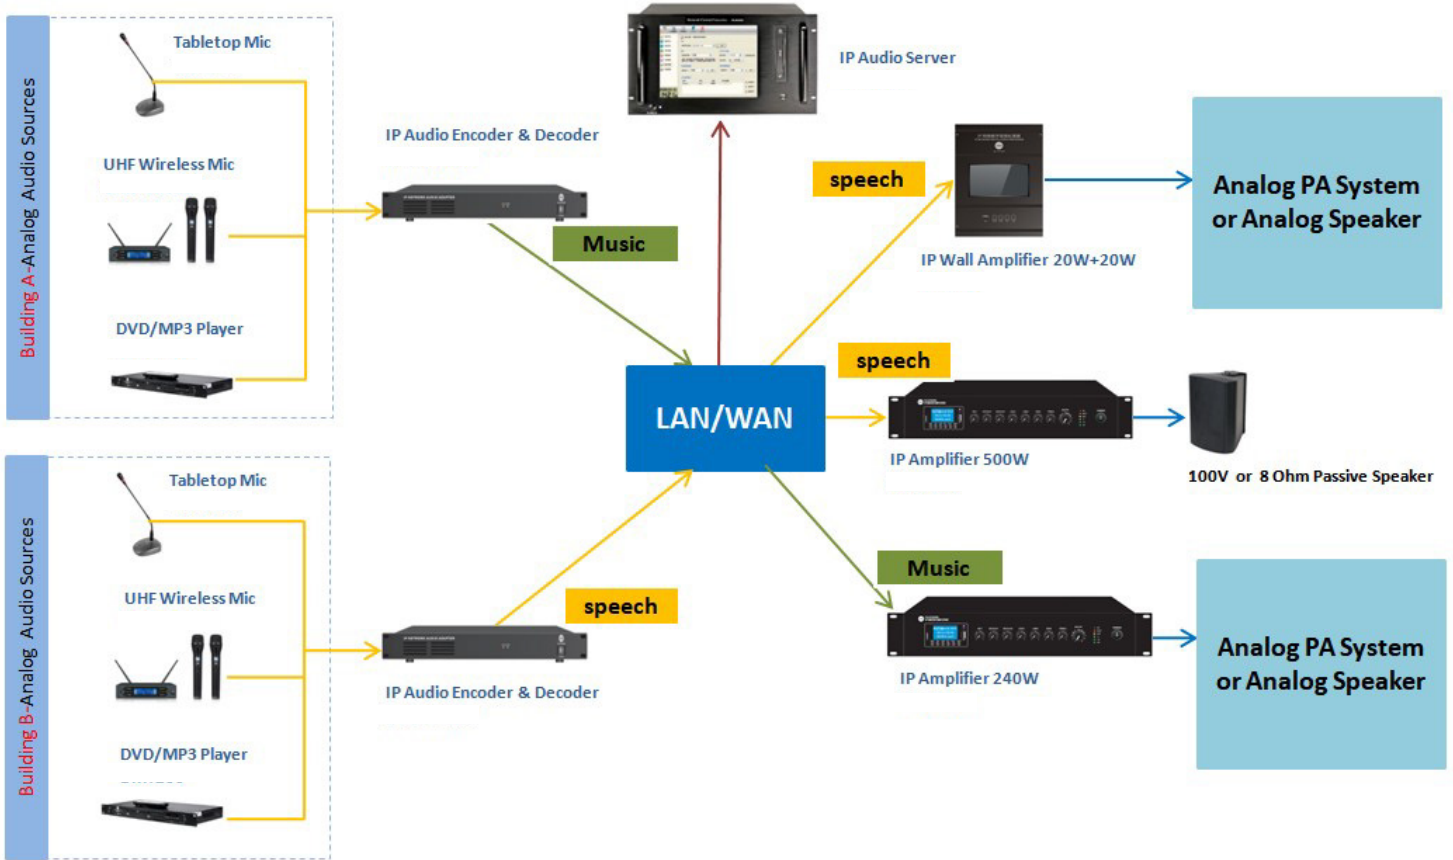 Building A-Analog  Audio Sources
Tabletop Mic
UHF Wireless Mic
DVD/MP3 Player
IP Audio Encoder & Decoder
Music
IP Audio Server
speech
IP Wall Amplifier 20W+20W
Analog PA System
or Analog Speaker
LAN/WAN
speech
IP Amplifier 500W
100V or 8 Ohm Passive Speaker
Building B-Analog  Audio Sources
Tabletop Mic
UHF Wireless Mic
DVD/MP3 Player
speech
IP Audio Encoder & Decoder
Music
IP Amplifier 240W
Analog PA System
or Analog Speaker